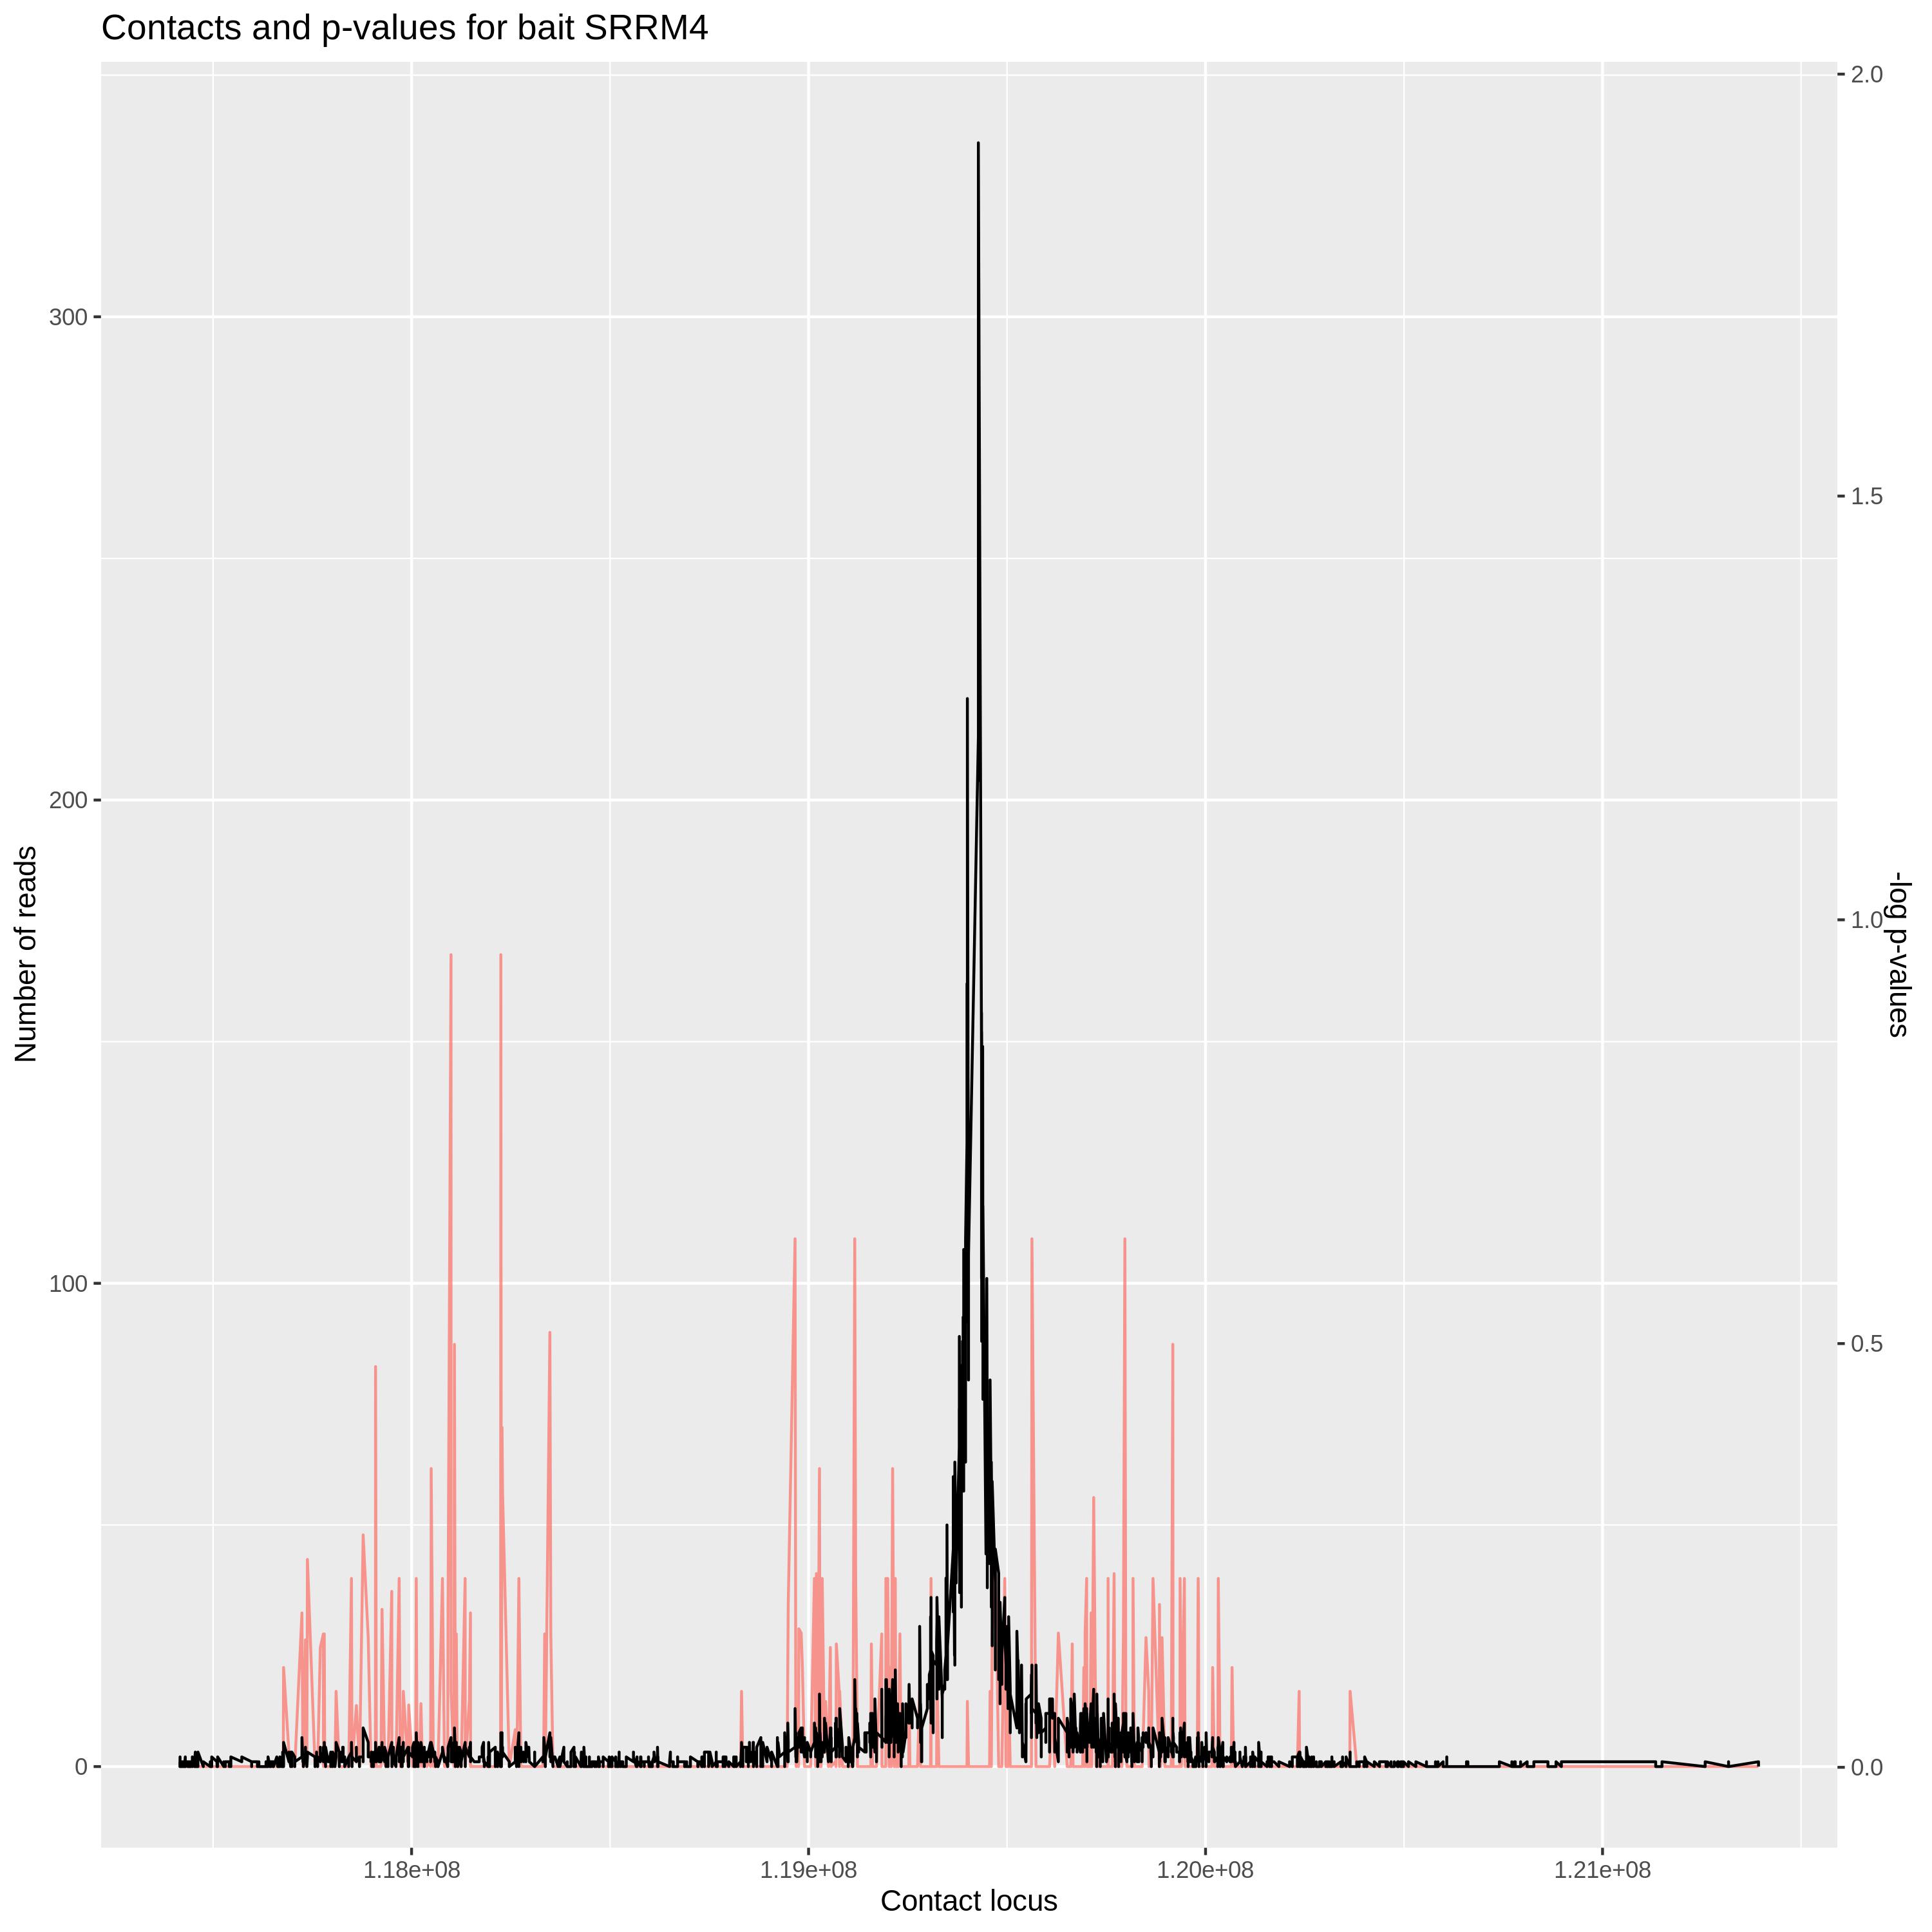 Contacts and p-values for bait SRRM4
Number of reads
300
200
100
0
2.0
1.5
1.0
0.5
0.0
-log p-values
1.18e+08
1.19e+08
1.20e+08
1.21e+08
Contact locus